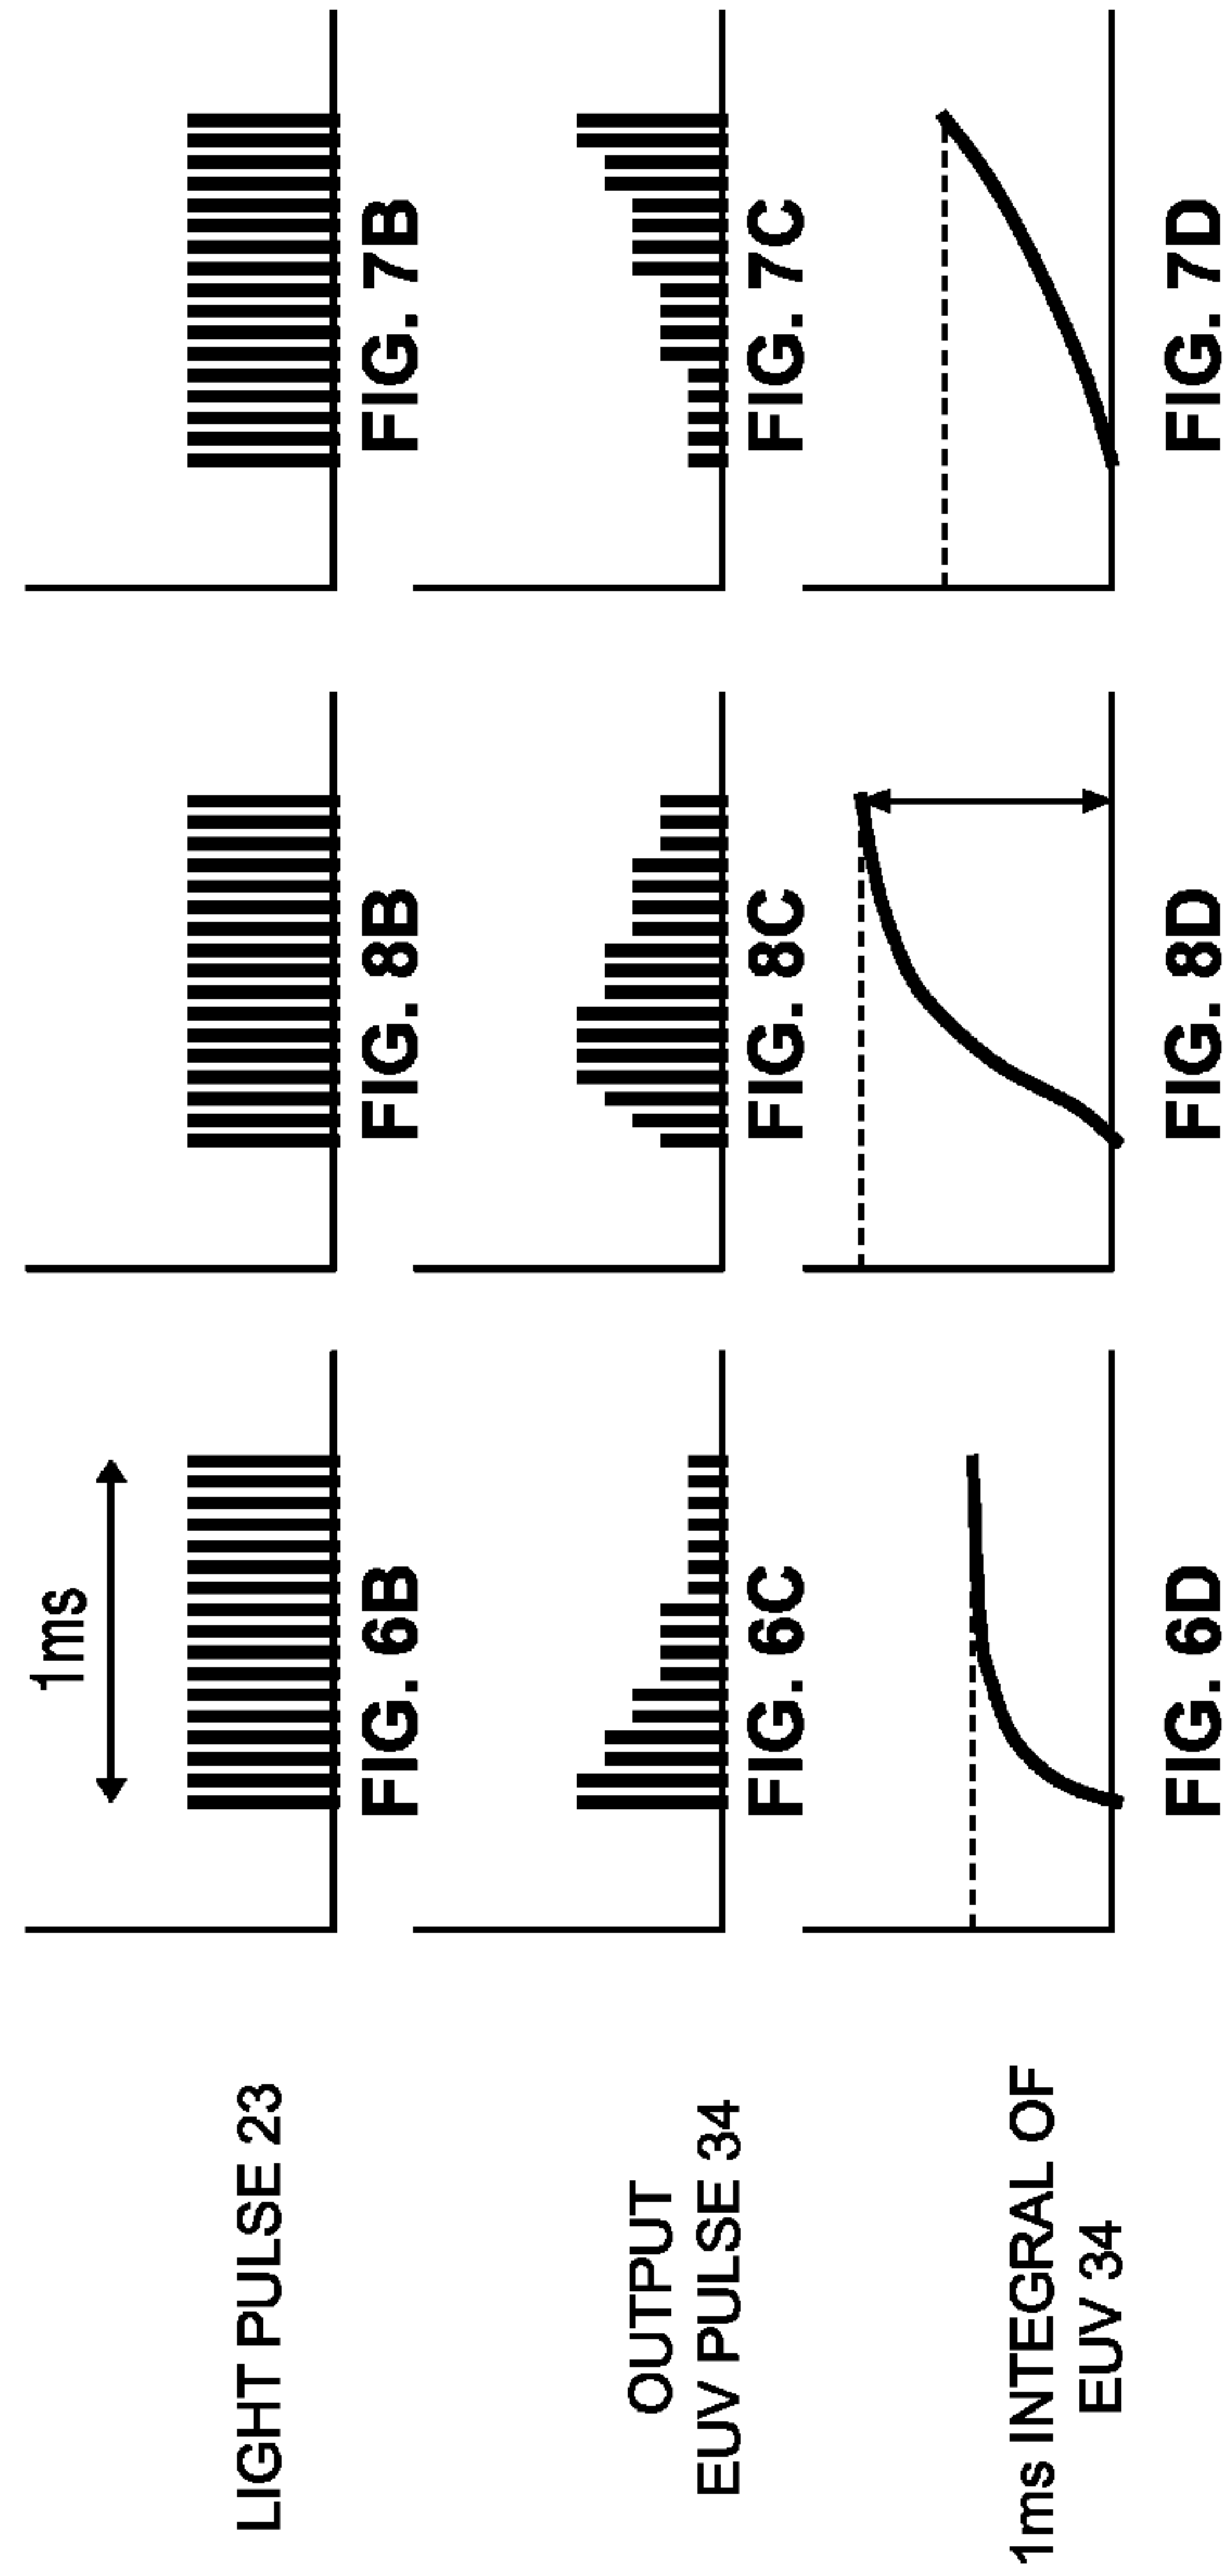 1ms
LIGHT PULSE 23
FIG. 6B
FIG. 8B
FIG. 7B
OUTPUT
EUV PULSE 34
FIG. 6C
FIG. 8C
FIG. 7C
1ms INTEGRAL OF
EUV 34
FIG. 6D
FIG. 8D
FIG. 7D